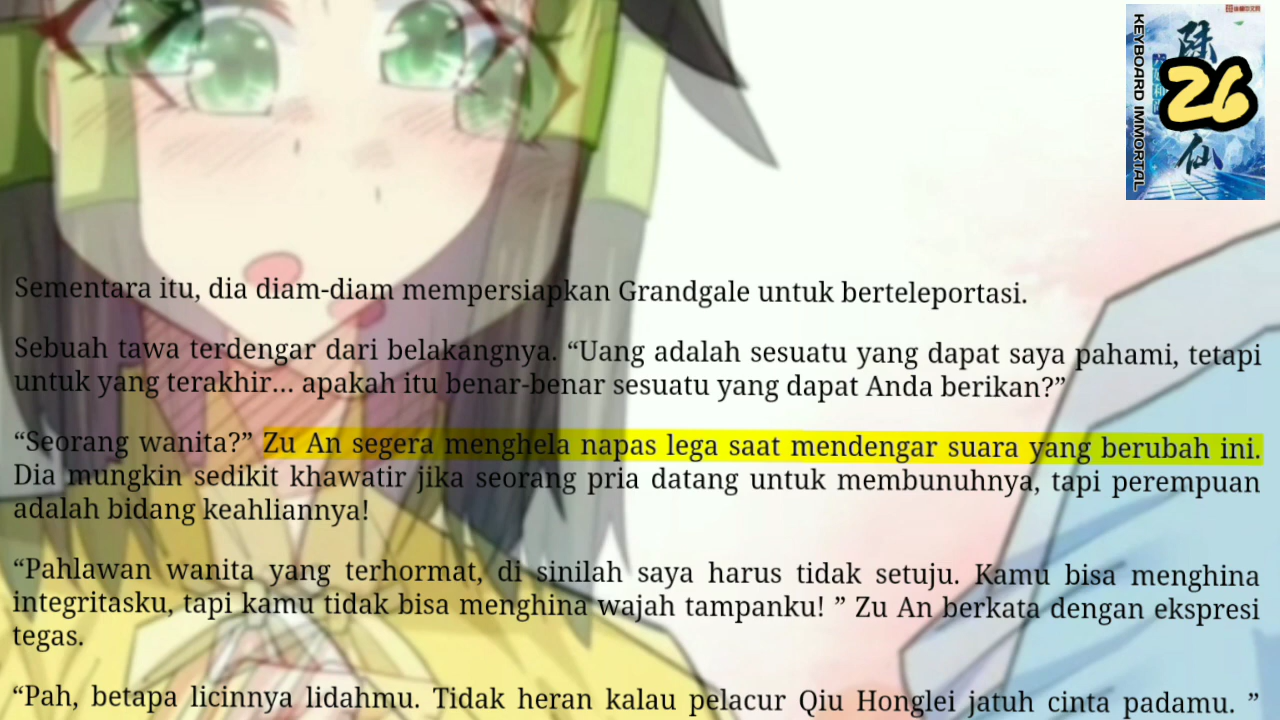 KEYBOARD IMMORTAL
陆
26
仙
Sementara itu, dia diam-diam mempersiapkan Grandgale untuk berteleportasi.
Sebuah tawa terdengar dari belakangnya. “Uang adalah sesuatu yang dapat saya pahami, tetapi
untuk yang terakhir... apakah itu benar-benar sesuatu yang dapat Anda berikan?”
“Seorang wanita?” Zu An segera menghela napas lega saat mendengar suara yang berubah ini.
Dia mungkin sedikit khawatir jika seorang pria datang untuk membunuhnya, tapi perempuan
adalah bidang keahliannya!
“Pahlawan wanita yang terhormat, di sinilah saya harus tidak setuju. Kamu bisa menghina
integritasku, tapi kamu tidak bisa menghina wajah tampanku! ” Zu An berkata dengan ekspresi
tegas.
“Pah, betapa licinnya lidahmu. Tidak heran kalau pelacur Qiu Honglei jatuh cinta padamu. ”